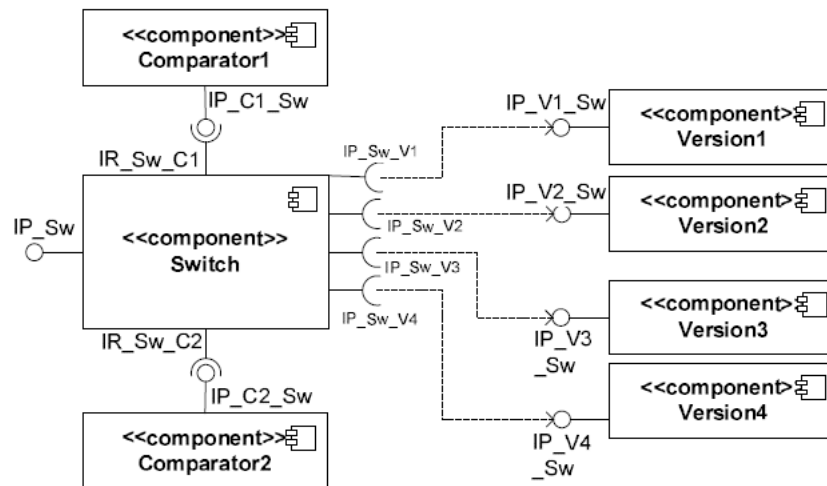 <<component>>
Comparator1
IP_C1_Sw
IR_Sw_C1
IP_Sw
<<component>>
Switch
IR_Sw_C2
IP_C2_Sw
<<component>>
Comparator2
IP_Sw_V1
IP_Sw_V2
IP_Sw_V3
IP_Sw_V4
IP_V1_Sw
<<component>
Version1
IP_V2_Sw
<<component>
Version2
IP_V3
_Sw
<<component>
Version3
IP_V4
_Sw
<<component>
Version4